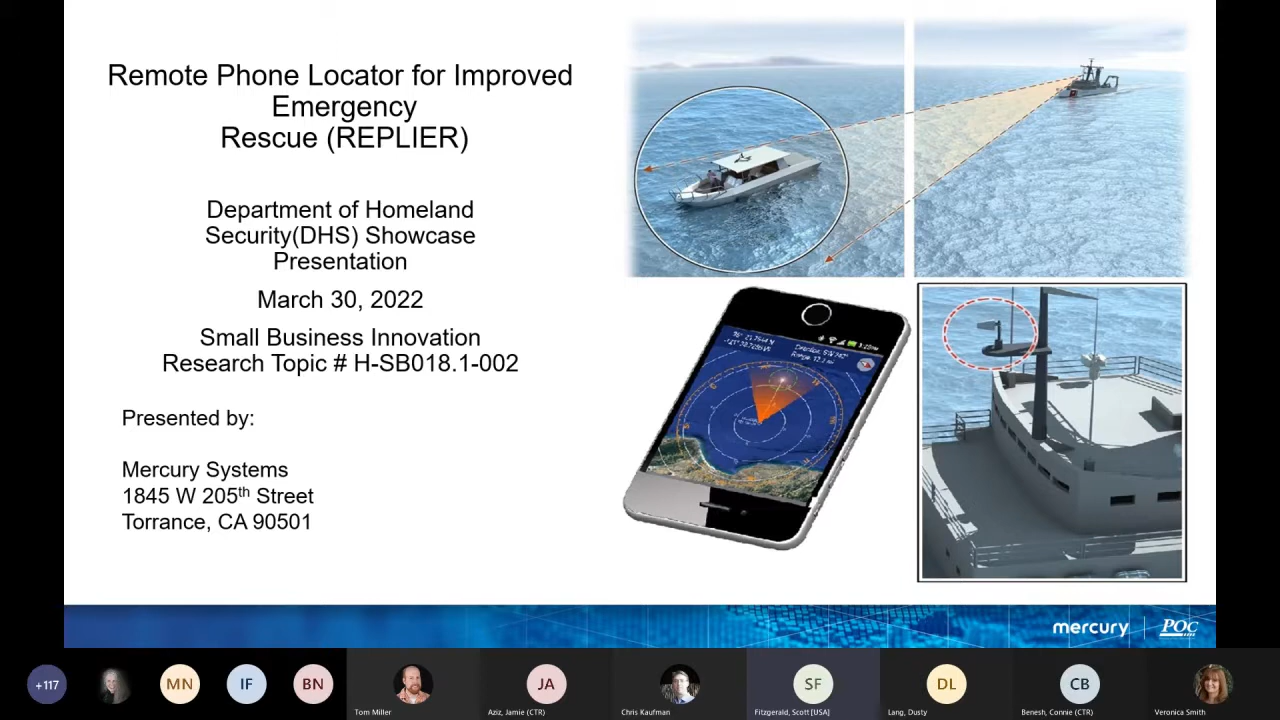 Remote Phone Locator for Improved
Emergency
Rescue (REPLIER)
Department of Homeland
Security(DHS) Showcase
Presentation
March 30, 2022
Small Business Innovation
Research Topic # H-SB018.1-002
Presented by:
Mercury Systems
1845 W 205th Street
Torrance, CA 90501
mercury
POC
+117
MN
IF
BN
Tom Miller
JA
Aziz, Jamie (CTR)
Chris Kaufman
SF
Fitzgerald, Scott [USA]
DL
Lang, Dusty
CB
Benesh, Connie (CTR)
Veronica Smith